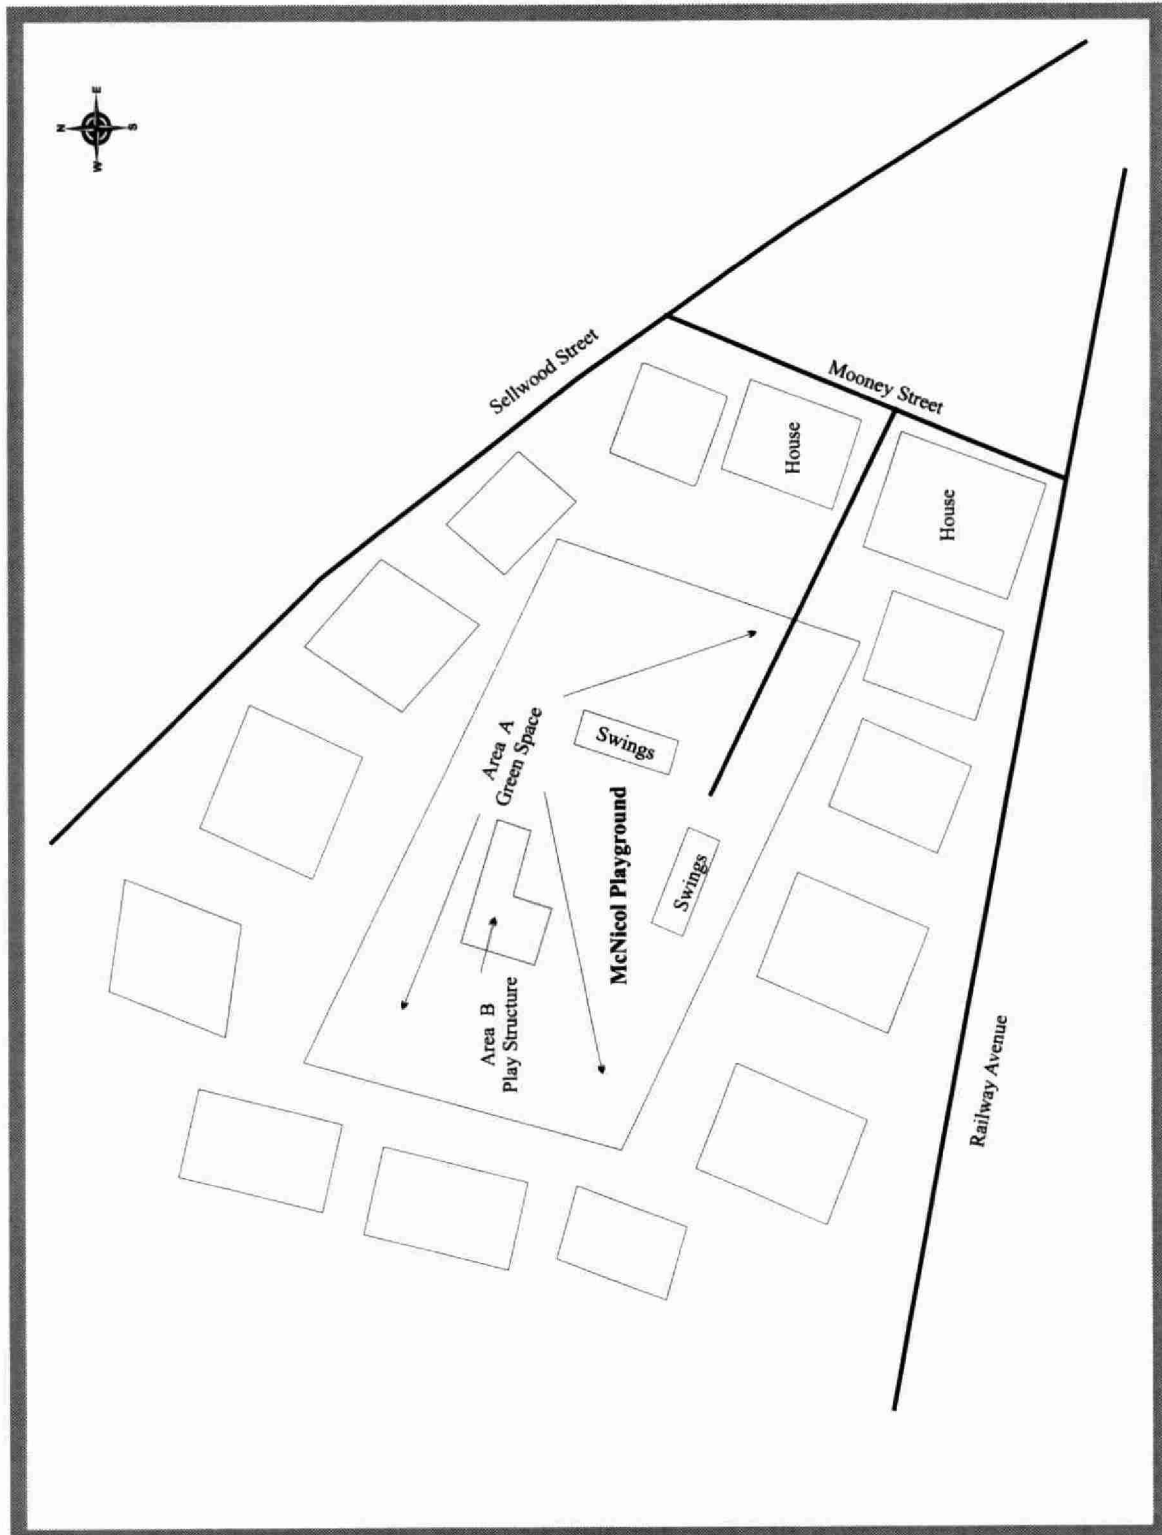 N
E
S
W
Sellwood Street
Mooney Street
House
House
Area A
Green Space
Swings
McNicol Playground
Swings
Area B
Play Structure
Railway Avenue